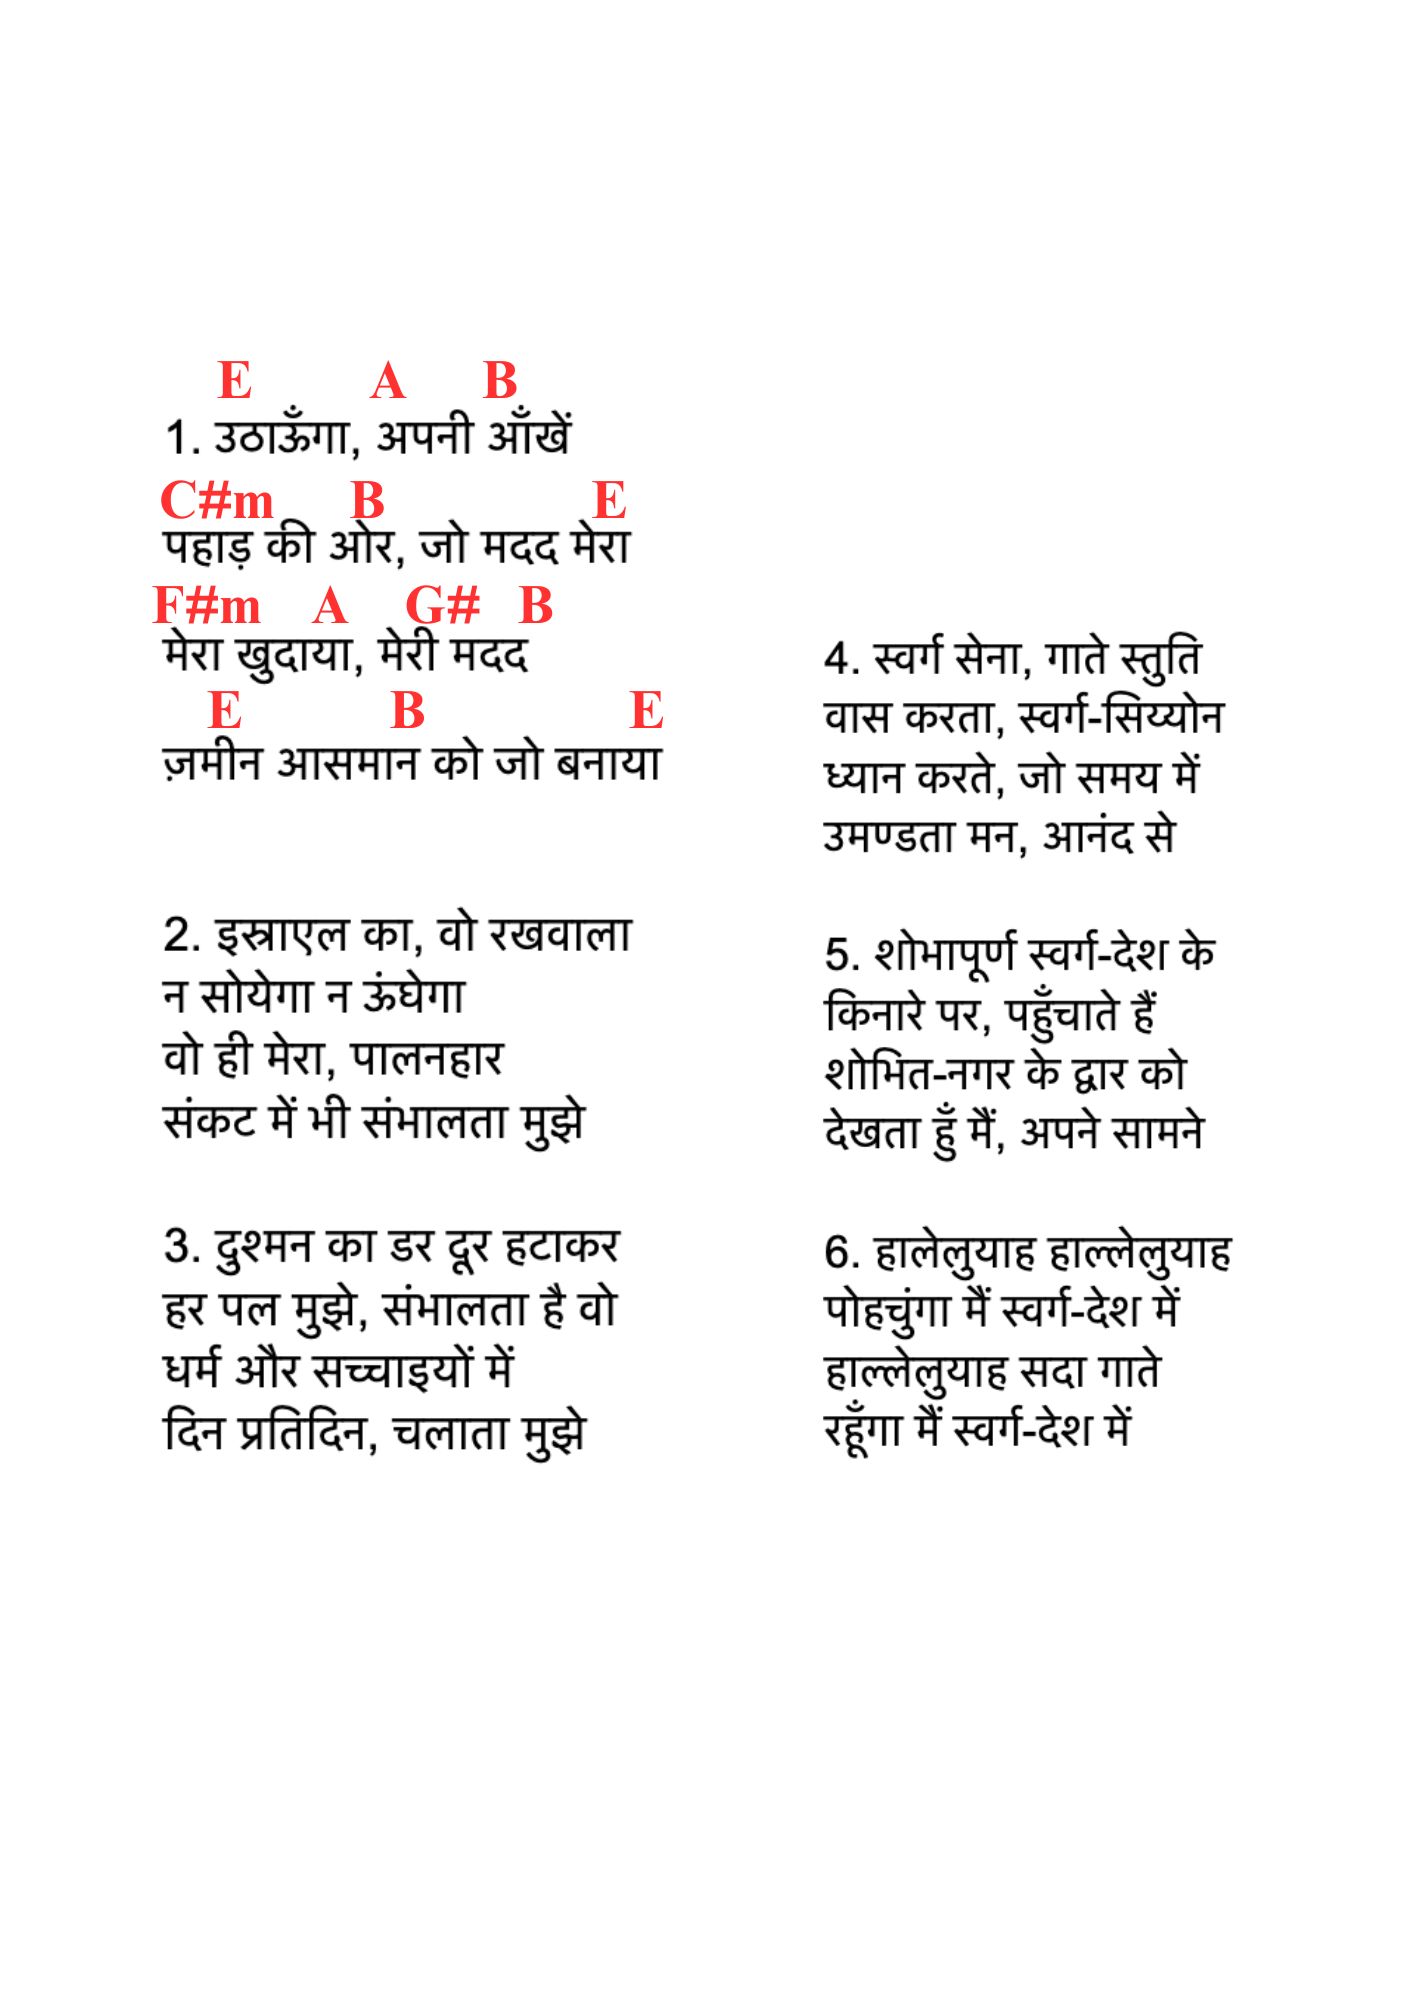 E A B
1. उठाऊँगा, अपनी आँखें
C#m B E
पहाड़ की ओर, जो मदद मेरा
F#m A G# B
मेरा खुदाया, मेरी मदद
E B E
ज़मीन आसमान को जो बनाया
2. इस्राएल का, वो रखवाला
न सोयेगा न ऊंघेगा
वो ही मेरा, पालनहार
संकट में भी संभालता मुझे
3. दुश्मन का डर दूर हटाकर
हर पल मुझे, संभालता है वो
धर्म और सच्चाइयों में
दिन प्रतिदिन, चलाता मुझे
4. स्वर्ग सेना, गाते स्तुति
वास करता, स्वर्ग-सिय्योन
ध्यान करते, जो समय में
उमण्डता मन, आनंद से
5. शोभापूर्ण स्वर्ग-देश के
किनारे पर, पहुँचाते हैं
शोभित-नगर के द्वार को
देखता हुँ मैं, अपने सामने
6. हालेलुयाह हाल्लेलुयाह
पोहचुंगा मैं स्वर्ग-देश में
हाल्लेलुयाह सदा गाते
रहूँगा मैं स्वर्ग-देश में